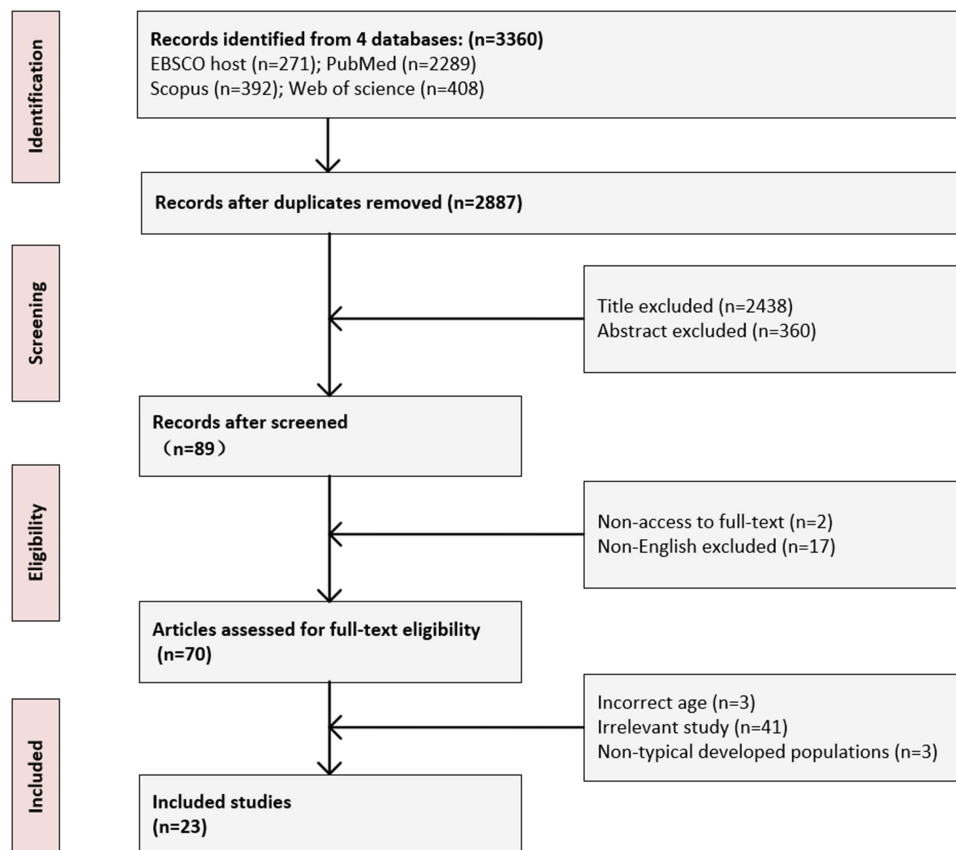 Identification
Records identified from 4 databases: (n=3360)
EBSCO host (n=271); PubMed (n=2289)
Scopus (n=392); Web of science (n=408)
Records after duplicates removed (n=2887)
Screening
Title excluded (n=2438)
Abstract excluded (n=360)
Records after screened
（n=89）
Eligibility
Non-access to full-text (n=2)
Non-English excluded (n=17)
Articles assessed for full-text eligibility
(n=70)
Included
Incorrect age (n=3)
Irrelevant study (n=41)
Non-typical developed populations (n=3)
Included studies
(n=23)